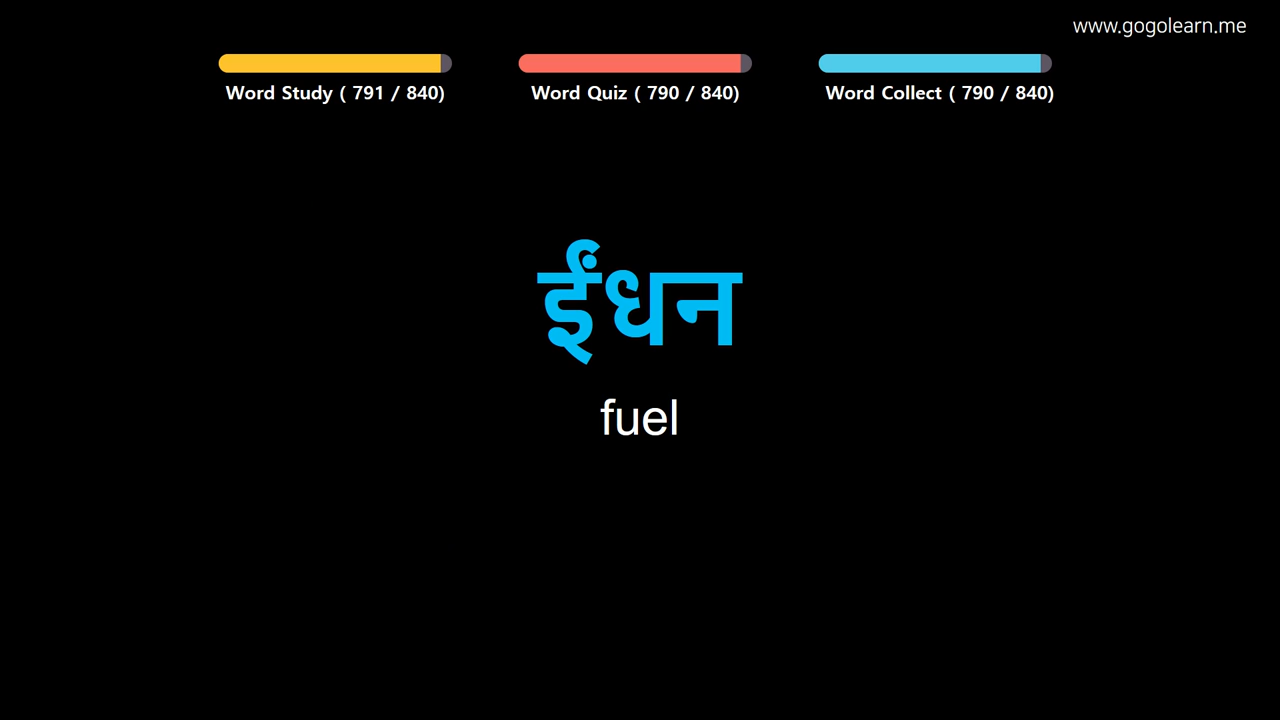 www.gogolearn.me
Word Study ( 791 / 840)
Word Quiz ( 790 / 840)
Word Collect ( 790 / 840)
ईंधन
fuel